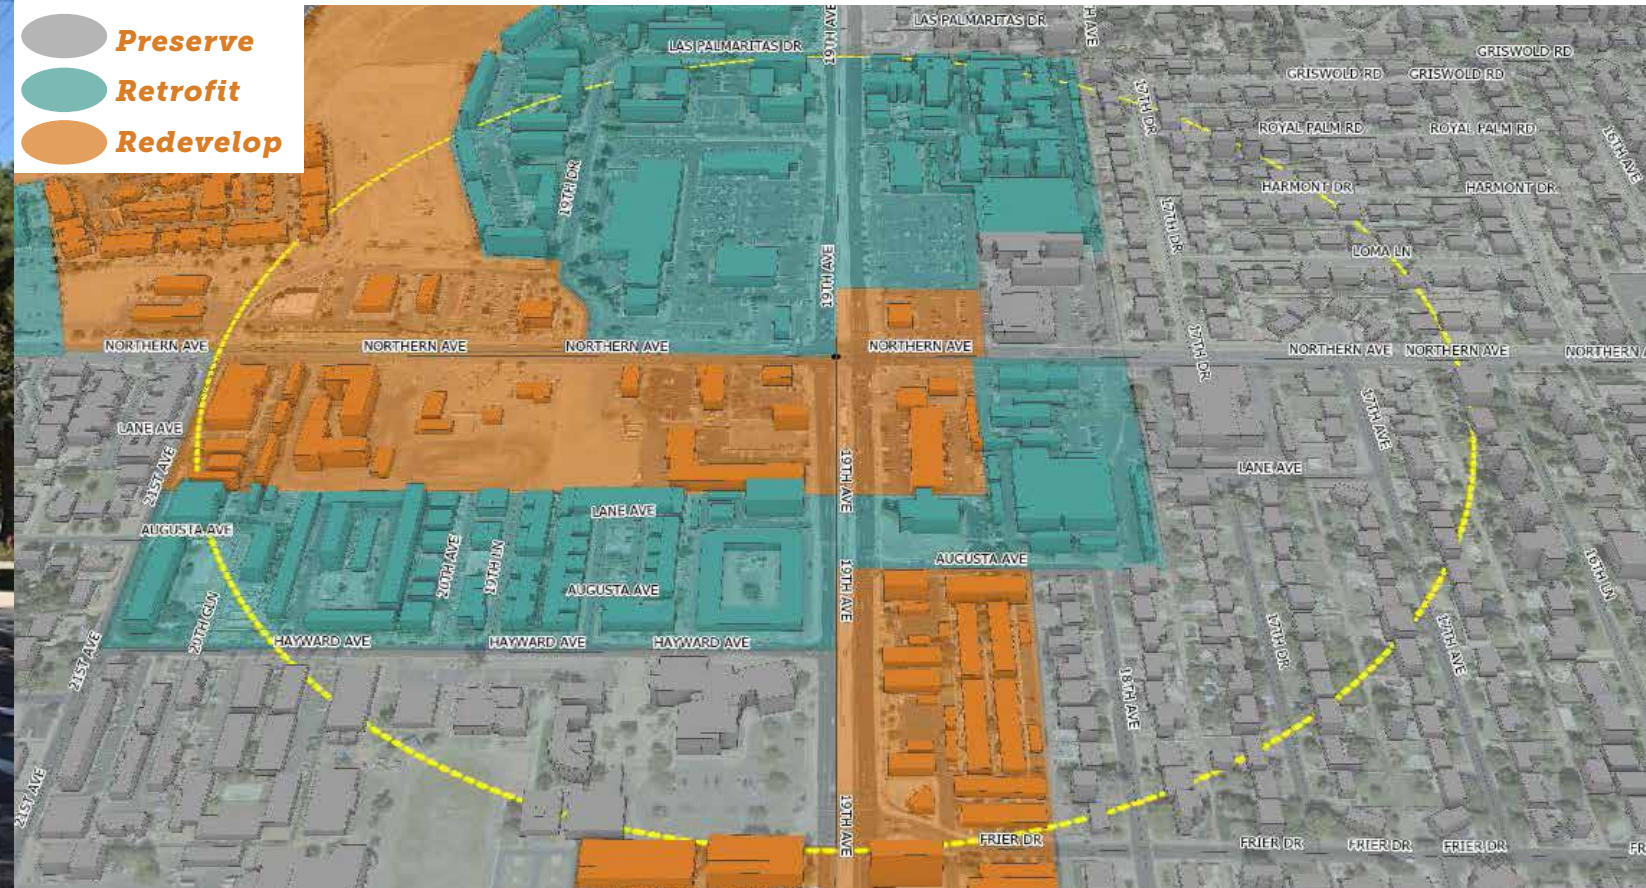 Preserve
Retrofit
Redevelop
19TH AVE
LAS PALMARITAS DR
H AVE
LAS PALMARITAS DR
GRISWOLD RD
GRISWOLD RD
GRISWOLD RD
17TH DR
ROYAL PALM RD
ROYAL PALM RD
16TH AVE
19TH DR
HARMONT DR
HARMONT DR
17TH DR
19TH AVE
LOMA LN
NORTHERN AVE
NORTHERN AVE
NORTHERN AVE
NORTHERN AVE
17TH DR
NORTHERN AVE
NORTHERN AVE
NORTHERN A
LANE AVE
17TH AVE
21ST AVE
19TH AVE
LANE AVE
AUGUSTA AVE
LANE AVE
20TH AVE
19TH LN
AUGUSTA AVE
19TH AVE
AUGUSTA AVE
16TH LN
HAYWARD AVE
HAYWARD AVE
HAYWARD AVE
21ST AVE
17TH DR
17TH AVE
18TH AVE
21ST AVE
19TH AVE
FRIER DR
FRIER DR
FRIER DR
FRIER DR
FR